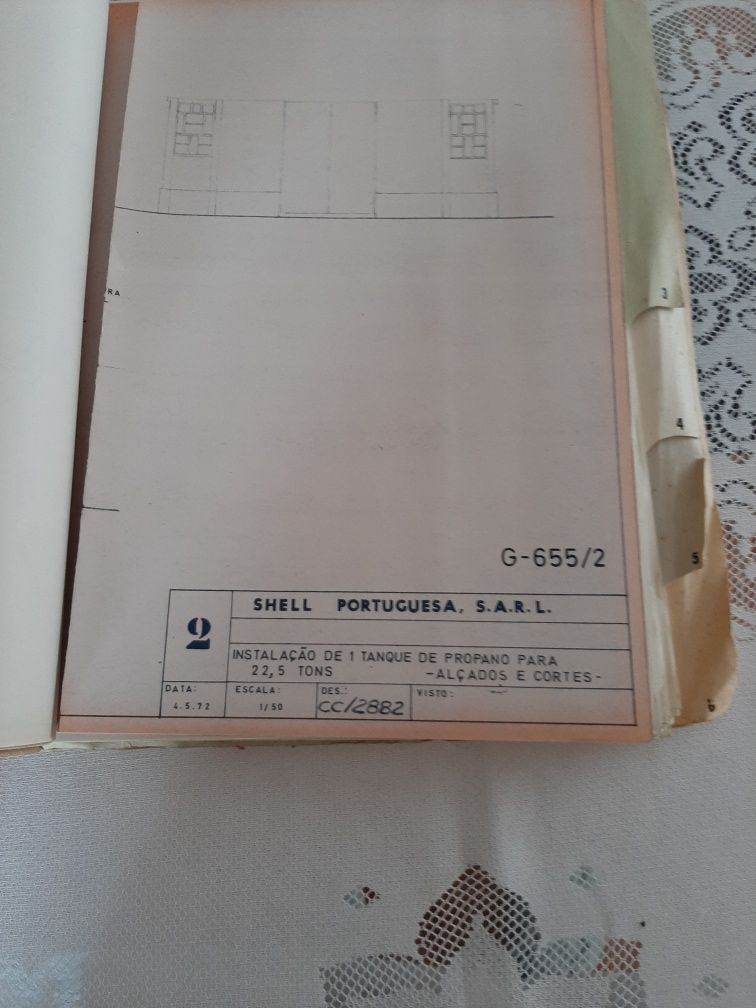 RA
L
3
4
5
6
G-655/2
2
SHELL PORTUGUESA, S.A.R.L.
INSTALAÇÃO DE 1 TANQUE DE PROPANO PARA
22,5 TONS -ALÇADOS E CORTES-
DATA: ESCALA: DES.: VISTO:
4.5.72 1/50 CC/2882